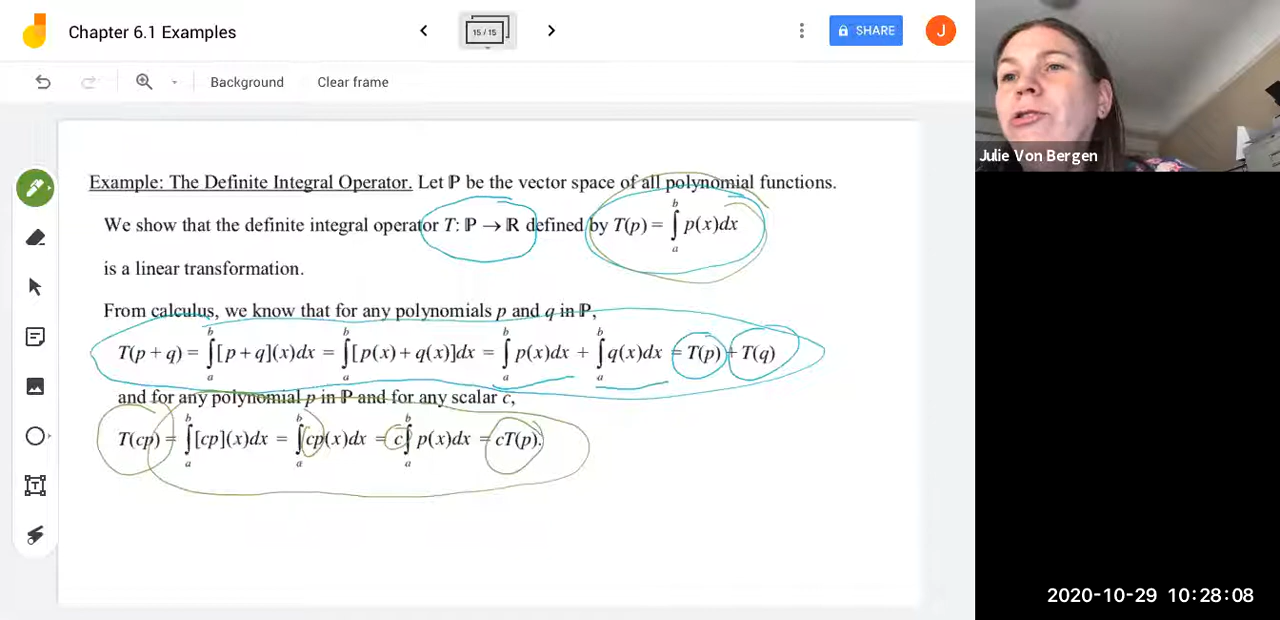 Chapter 6.1 Examples
15 / 15
SHARE
J
Background
Clear frame
Julie Von Bergen
Example: The Definite Integral Operator. Let ℙ be the vector space of all polynomial functions.
We show that the definite integral operator T: ℙ → ℝ defined by T(p) = ∫_a^b p(x)dx
is a linear transformation.
From calculus, we know that for any polynomials p and q in ℙ,
T(p + q) = ∫_a^b [p + q](x)dx = ∫_a^b [p(x) + q(x)]dx = ∫_a^b p(x)dx + ∫_a^b q(x)dx = T(p) + T(q)
and for any polynomial p in ℙ and for any scalar c,
T(cp) = ∫_a^b [cp](x)dx = ∫_a^b cp(x)dx = c∫_a^b p(x)dx = cT(p).
2020-10-29 10:28:08